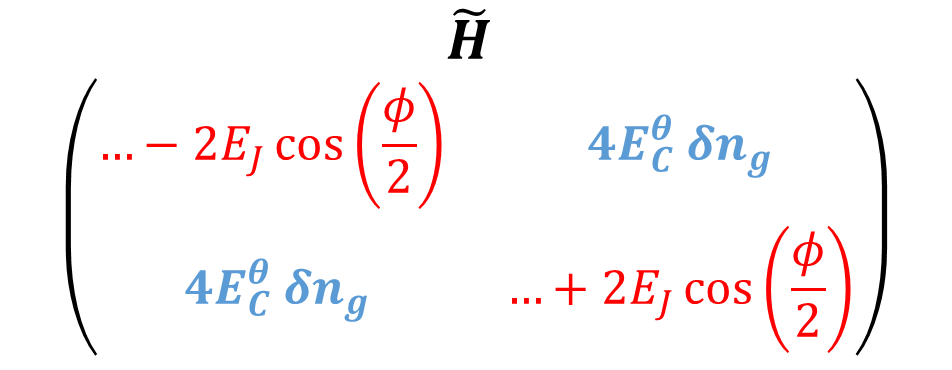 H̃
… − 2E_J cos(ϕ/2) 4E_C^θ δn_g
4E_C^θ δn_g … + 2E_J cos(ϕ/2)